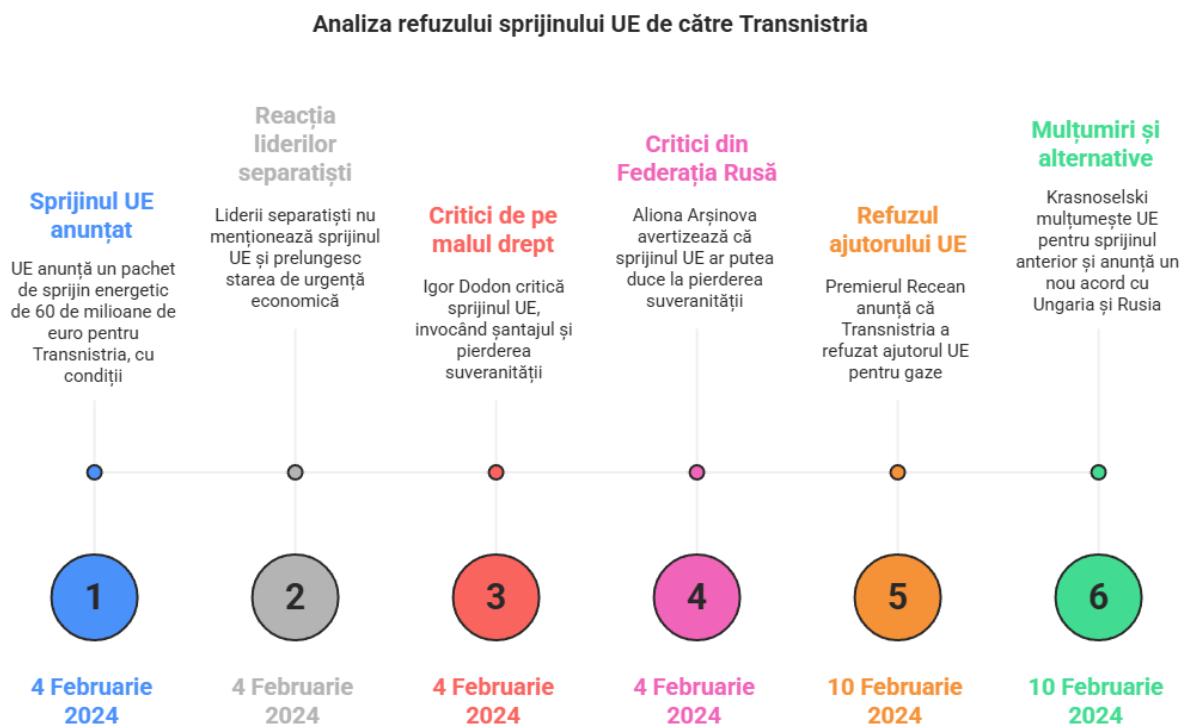 Analiza refuzului sprijinului UE de către Transnistria
Sprijinul UE
anunțat
UE anunță un pachet
de sprijin energetic
de 60 de milioane de
euro pentru
Transnistria, cu
condiții
1
4 Februarie
2024
Reacția
liderilor
separatiști
Liderii separatiști nu
menționează sprijinul
UE și prelungesc
starea de urgență
economică
2
4 Februarie
2024
Critici de pe
malul drept
Igor Dodon critică
sprijinul UE,
invocând șantajul și
pierderea
suveranității
3
4 Februarie
2024
Critici din
Federația Rusă
Aliona Arșinova
avertizează că
sprijinul UE ar putea
duce la pierderea
suveranității
4
4 Februarie
2024
Refuzul
ajutorului UE
Premierul Recean
anunță că
Transnistria a
refuzat ajutorul UE
pentru gaze
5
10 Februarie
2024
Mulțumiri și
alternative
Krasnoselski
mulțumește UE
pentru sprijinul
anterior și anunță un
nou acord cu
Ungaria și Rusia
6
10 Februarie
2024